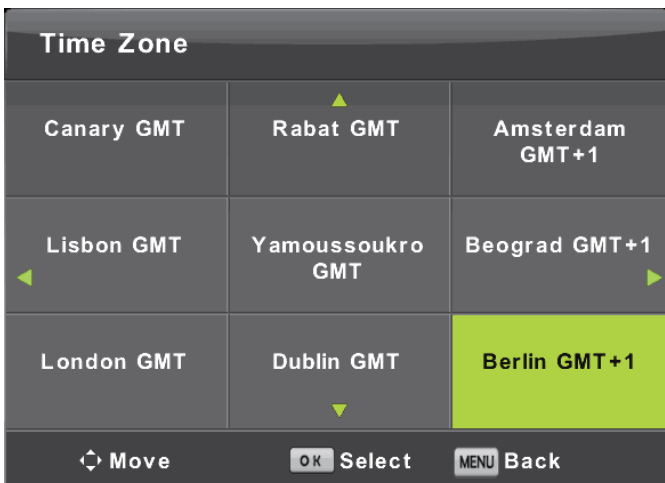 Time Zone
Canary GMT
Rabat GMT
Amsterdam
GMT+1
Lisbon GMT
Yamoussoukro
GMT
Beograd GMT+1
London GMT
Dublin GMT
Berlin GMT+1
Move
OK Select
MENU Back